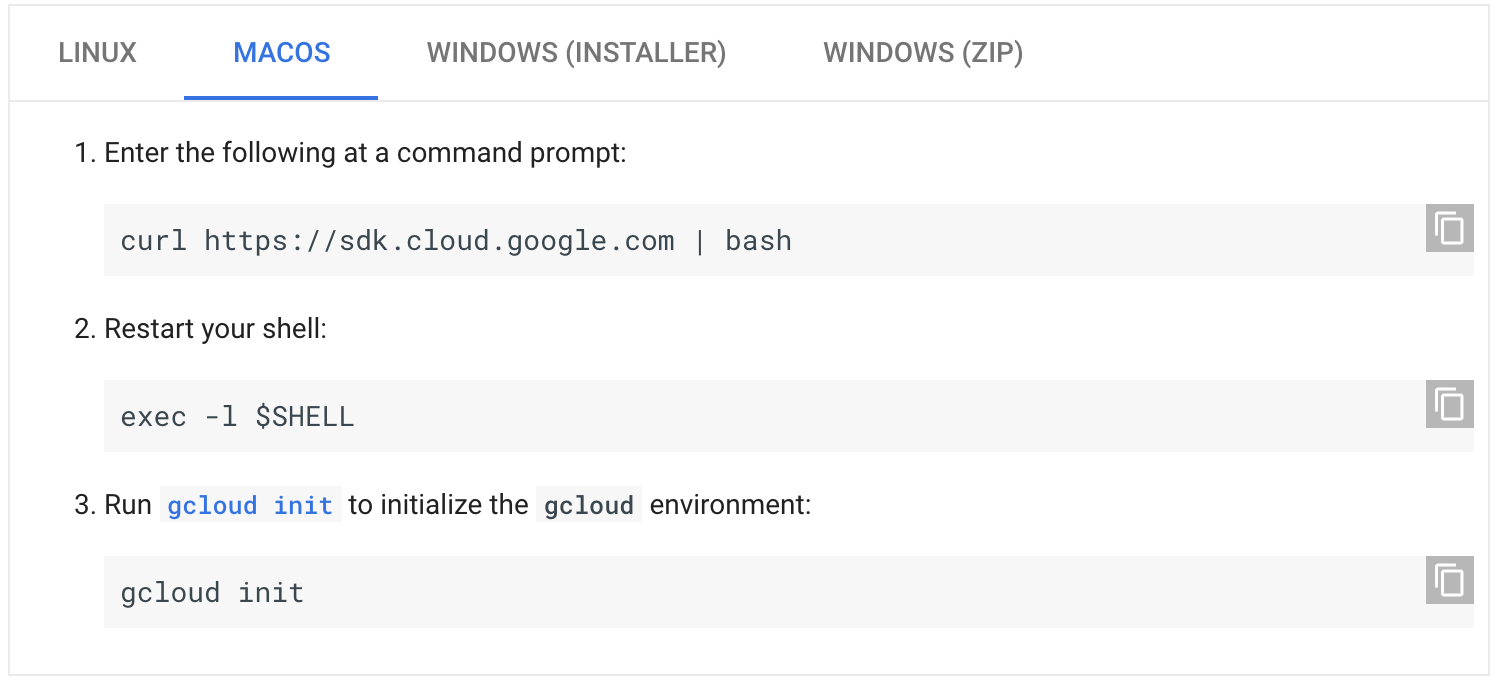 LINUX MACOS WINDOWS (INSTALLER) WINDOWS (ZIP)
1. Enter the following at a command prompt:
curl https://sdk.cloud.google.com | bash
2. Restart your shell:
exec -l $SHELL
3. Run gcloud init to initialize the gcloud environment:
gcloud init